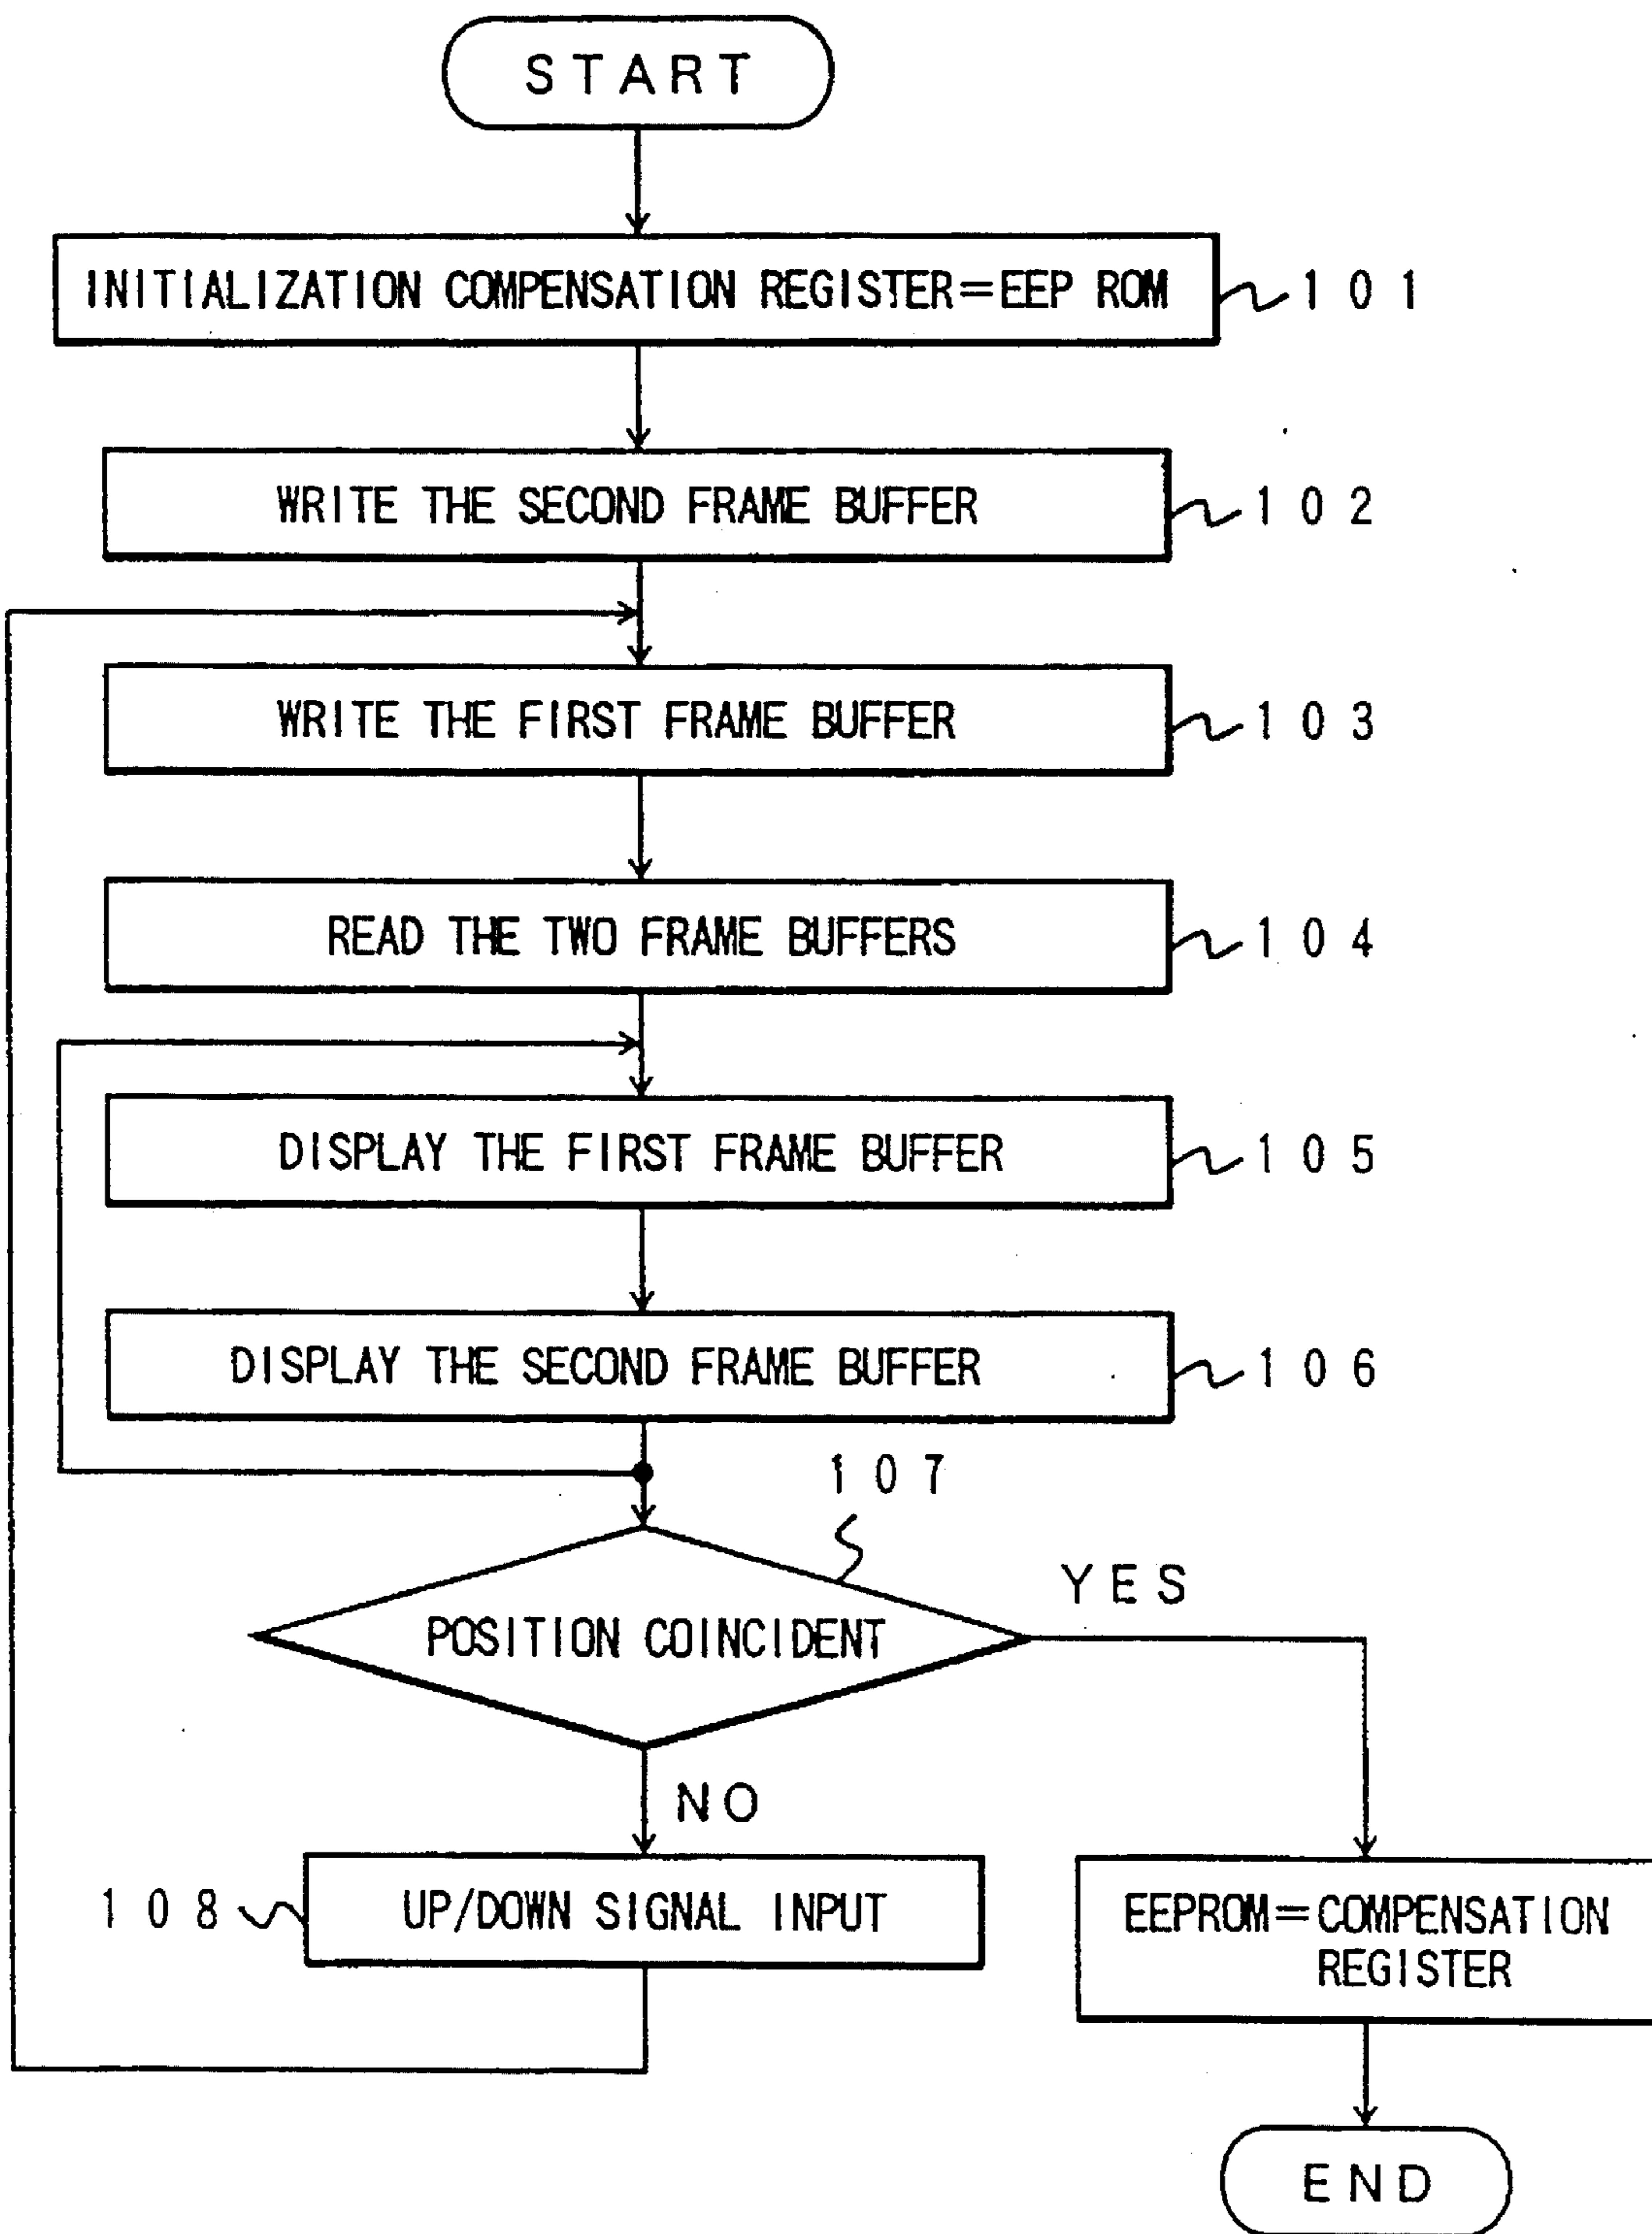 START
INITIALIZATION COMPENSATION REGISTER=EEP ROM
101
WRITE THE SECOND FRAME BUFFER
102
WRITE THE FIRST FRAME BUFFER
103
READ THE TWO FRAME BUFFERS
104
DISPLAY THE FIRST FRAME BUFFER
105
DISPLAY THE SECOND FRAME BUFFER
106
107
POSITION COINCIDENT
YES
NO
108
UP/DOWN SIGNAL INPUT
EEPROM=COMPENSATION
REGISTER
END